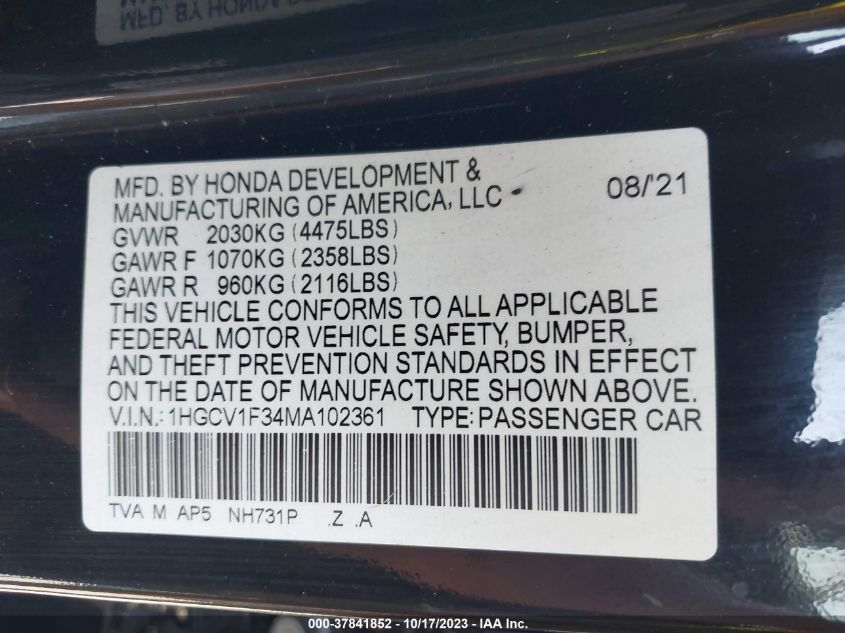 MFD. BY HONDA DEVELOPMENT &
MANUFACTURING OF AMERICA, LLC
08/'21
GVWR 2030KG (4475LBS)
GAWR F 1070KG (2358LBS)
GAWR R 960KG (2116LBS)
THIS VEHICLE CONFORMS TO ALL APPLICABLE
FEDERAL MOTOR VEHICLE SAFETY, BUMPER,
AND THEFT PREVENTION STANDARDS IN EFFECT
ON THE DATE OF MANUFACTURE SHOWN ABOVE.
V.I.N.: 1HGCV1F34MA102361 TYPE: PASSENGER CAR
TVA M AP5 NH731P .Z .A
000-37841852 - 10/17/2023 - IAA Inc.